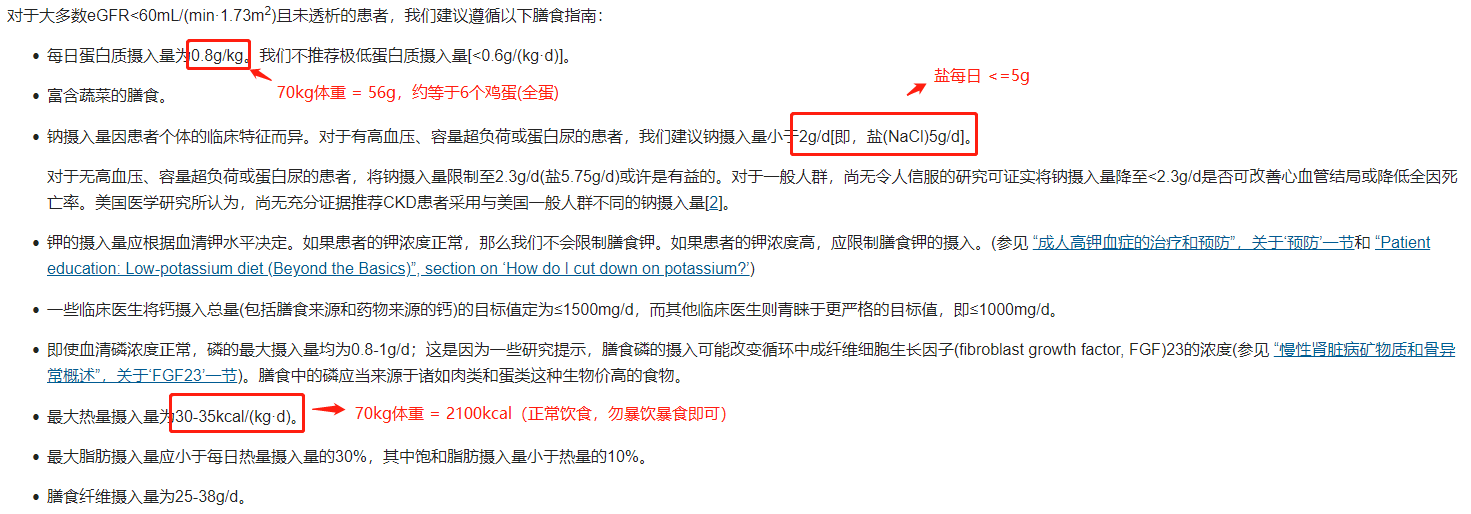 对于大多数eGFR<60mL/(min·1.73m2)且未透析的患者，我们建议遵循以下膳食指南：
• 每日蛋白质摄入量为0.8g/kg。我们不推荐极低蛋白质摄入量[<0.6g/(kg·d)]。
盐每日 <=5g
70kg体重 = 56g，约等于6个鸡蛋(全蛋)
• 富含蔬菜的膳食。
• 钠摄入量因患者个体的临床特征而异。对于有高血压、容量超负荷或蛋白尿的患者，我们建议钠摄入量小于2g/d[即，盐(NaCl)5g/d]。
对于无高血压、容量超负荷或蛋白尿的患者，将钠摄入量限制至2.3g/d(盐5.75g/d)或许是有益的。对于一般人群，尚无令人信服的研究可证实将钠摄入量降至<2.3g/d是否可改善心血管结局或降低全因死
亡率。美国医学研究所认为，尚无充分证据推荐CKD患者采用与美国一般人群不同的钠摄入量[2]。
• 钾的摄入量应根据血清钾水平决定。如果患者的钾浓度正常，那么我们不会限制膳食钾。如果患者的钾浓度高，应限制膳食钾的摄入。(参见 “成人高钾血症的治疗和预防”，关于‘预防’一节和 “Patient
education: Low-potassium diet (Beyond the Basics)”, section on ‘How do I cut down on potassium?’)
• 一些临床医生将钙摄入总量(包括膳食来源和药物来源的钙)的目标值定为≤1500mg/d，而其他临床医生则青睐于更严格的目标值，即≤1000mg/d。
• 即使血清磷浓度正常，磷的最大摄入量均为0.8-1g/d；这是因为一些研究提示，膳食磷的摄入可能改变循环中成纤维细胞生长因子(fibroblast growth factor, FGF)23的浓度(参见 “慢性肾脏病矿物质和骨异
常概述”，关于‘FGF23’一节)。膳食中的磷应当来源于诸如肉类和蛋类这种生物价高的食物。
• 最大热量摄入量为30-35kcal/(kg·d)。
70kg体重 = 2100kcal（正常饮食，勿暴饮暴食即可）
• 最大脂肪摄入量应小于每日热量摄入量的30%，其中饱和脂肪摄入量小于热量的10%。
• 膳食纤维摄入量为25-38g/d。